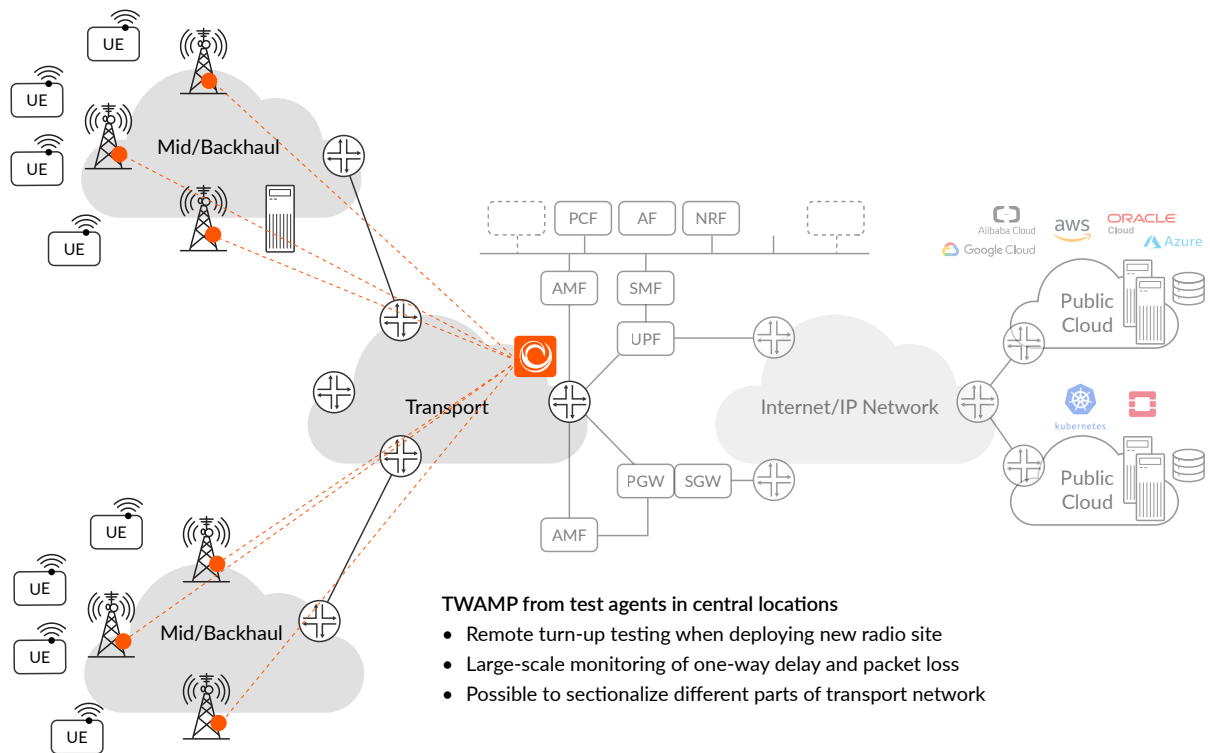 UE
UE
UE
UE
Mid/Backhaul
PCF
AF
NRF
Alibaba Cloud
aws
ORACLE
Cloud
Google Cloud
Azure
AMF
SMF
UPF
Public
Cloud
Transport
Internet/IP Network
kubernetes
PGW
SGW
Public
Cloud
AMF
UE
UE
UE
UE
Mid/Backhaul
TWAMP from test agents in central locations
• Remote turn-up testing when deploying new radio site
• Large-scale monitoring of one-way delay and packet loss
• Possible to sectionalize different parts of transport network